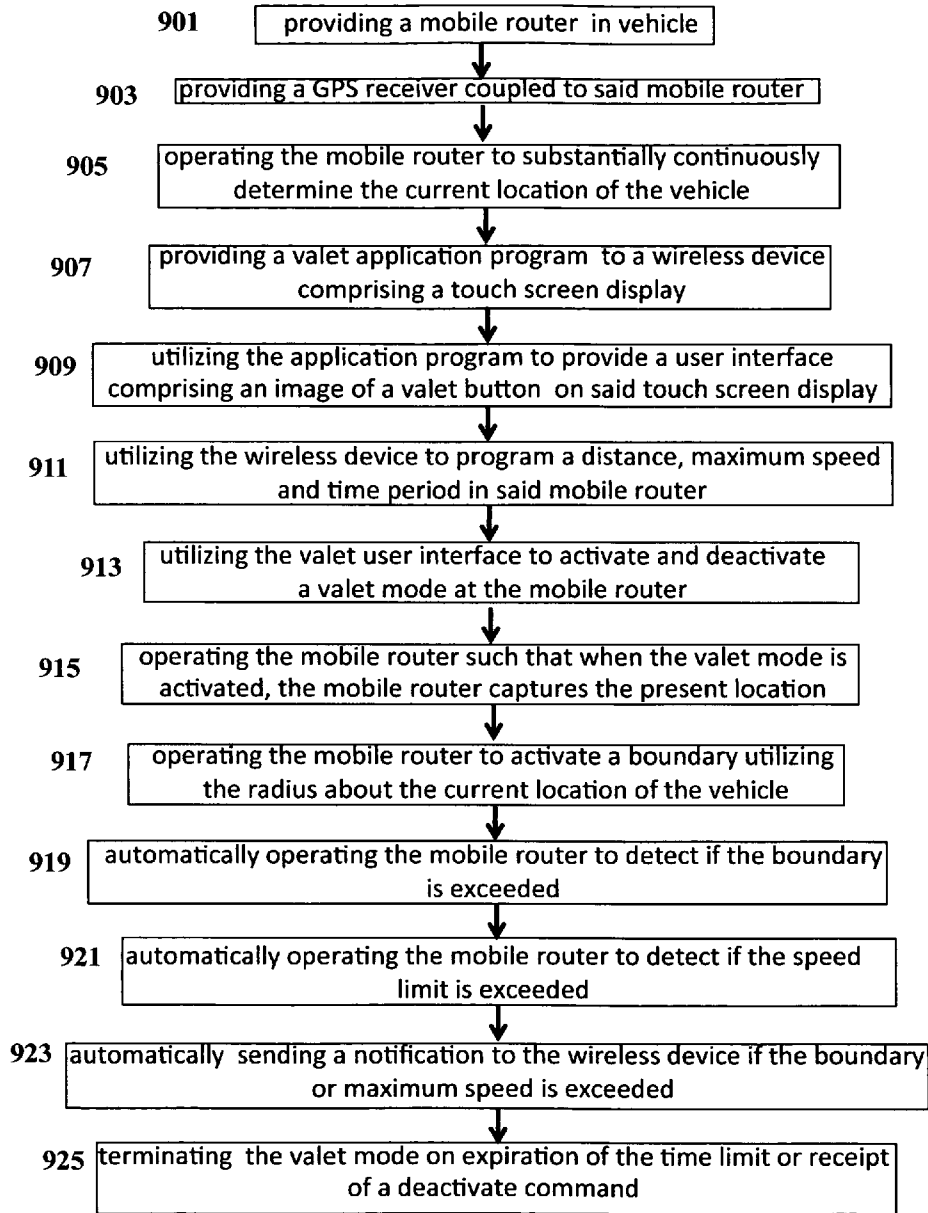 901 providing a mobile router in vehicle
903 providing a GPS receiver coupled to said mobile router
905 operating the mobile router to substantially continuously
determine the current location of the vehicle
907 providing a valet application program to a wireless device
comprising a touch screen display
909 utilizing the application program to provide a user interface
comprising an image of a valet button on said touch screen display
911 utilizing the wireless device to program a distance, maximum speed
and time period in said mobile router
913 utilizing the valet user interface to activate and deactivate
a valet mode at the mobile router
915 operating the mobile router such that when the valet mode is
activated, the mobile router captures the present location
917 operating the mobile router to activate a boundary utilizing
the radius about the current location of the vehicle
919 automatically operating the mobile router to detect if the boundary
is exceeded
921 automatically operating the mobile router to detect if the speed
limit is exceeded
923 automatically sending a notification to the wireless device if the boundary
or maximum speed is exceeded
925 terminating the valet mode on expiration of the time limit or receipt
of a deactivate command